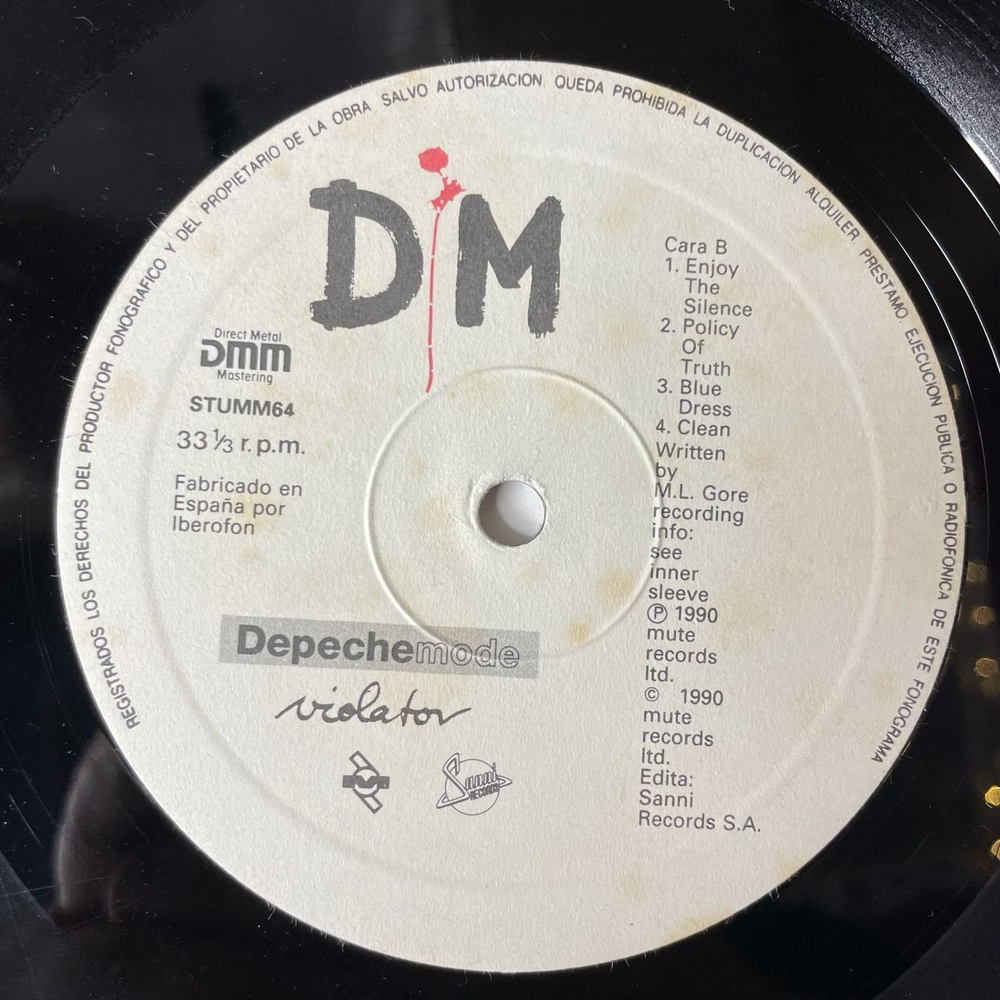 REGISTRADOS LOS DERECHOS DEL PRODUCTOR FONOGRAFICO Y DEL PROPIETARIO DE LA OBRA SALVO AUTORIZACION. QUEDA PROHIBIDA LA DUPLICACION ALQUILER PRESTAMO EJECUCION PUBLICA O RADIOFONICA DE ESTE FONOGRAMA
DM
Direct Metal
DMM
Mastering
STUMM64
33 1/3 r.p.m.
Fabricado en
España por
Iberofon
Cara B
1. Enjoy
The
Silence
2. Policy
Of
Truth
3. Blue
Dress
4. Clean
Written
by
M.L. Gore
recording
info:
see
inner
sleeve
℗ 1990
mute
records
ltd.
© 1990
mute
records
ltd.
Edita:
Sanni
Records S.A.
Depechemode
violator
Sanni
RECORDS